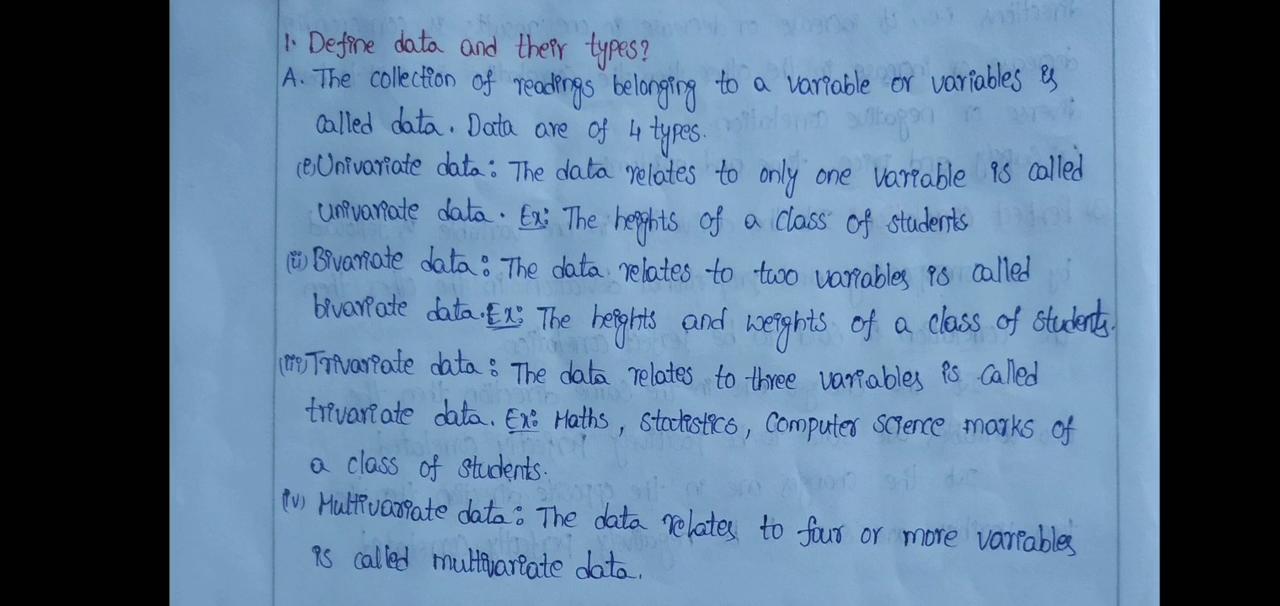 1. Define data and their types?
A. The collection of readings belonging to a variable or variables is
called data. Data are of 4 types.
(i) Univariate data: The data relates to only one variable is called
univariate data. Ex: The heights of a class of students
(ii) Bivariate data: The data relates to two variables is called
bivariate data. Ex: The heights and weights of a class of students.
(iii) Trivariate data: The data relates to three variables is called
trivariate data. Ex: Maths, Statistics, Computer science marks of
a class of students.
(iv) Multivariate data: The data relates to four or more variables
is called multivariate data.